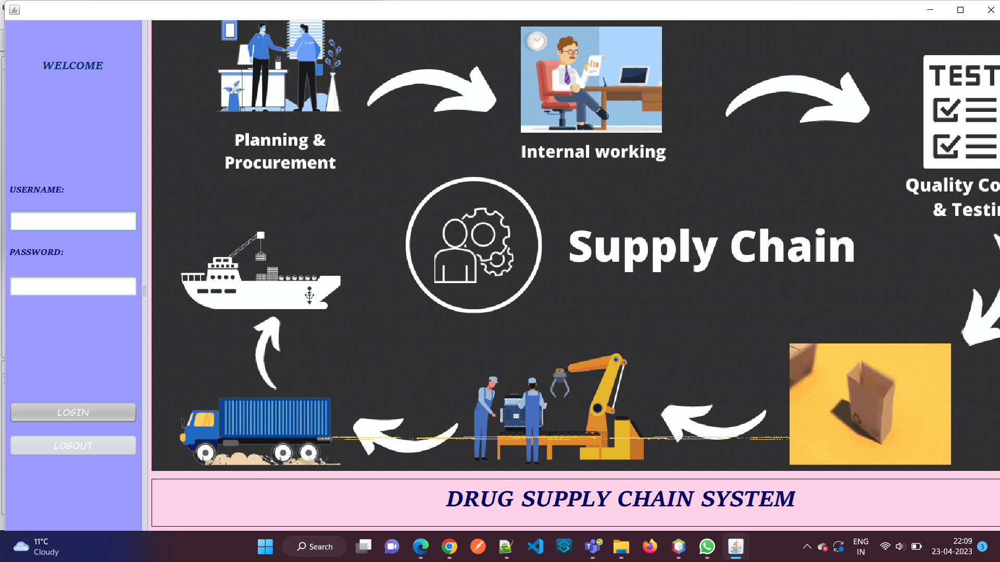 WELCOME
USERNAME:
PASSWORD:
LOGIN
LOGOUT
Planning &
Procurement
Internal working
TEST
Quality Co
& Testi
Supply Chain
DRUG SUPPLY CHAIN SYSTEM
11°C
Cloudy
Search
ENG
IN
22:09
23-04-2023
3